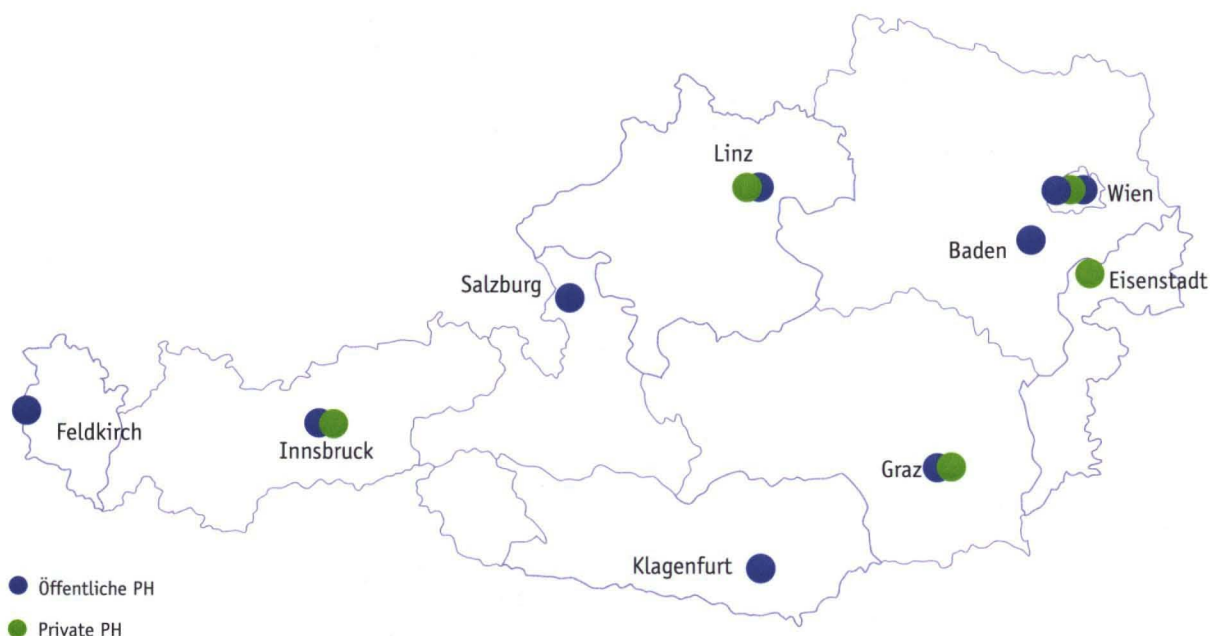 Linz
Wien
Baden
Salzburg
Eisenstadt
Feldkirch
Innsbruck
Graz
Klagenfurt
Öffentliche PH
Private PH